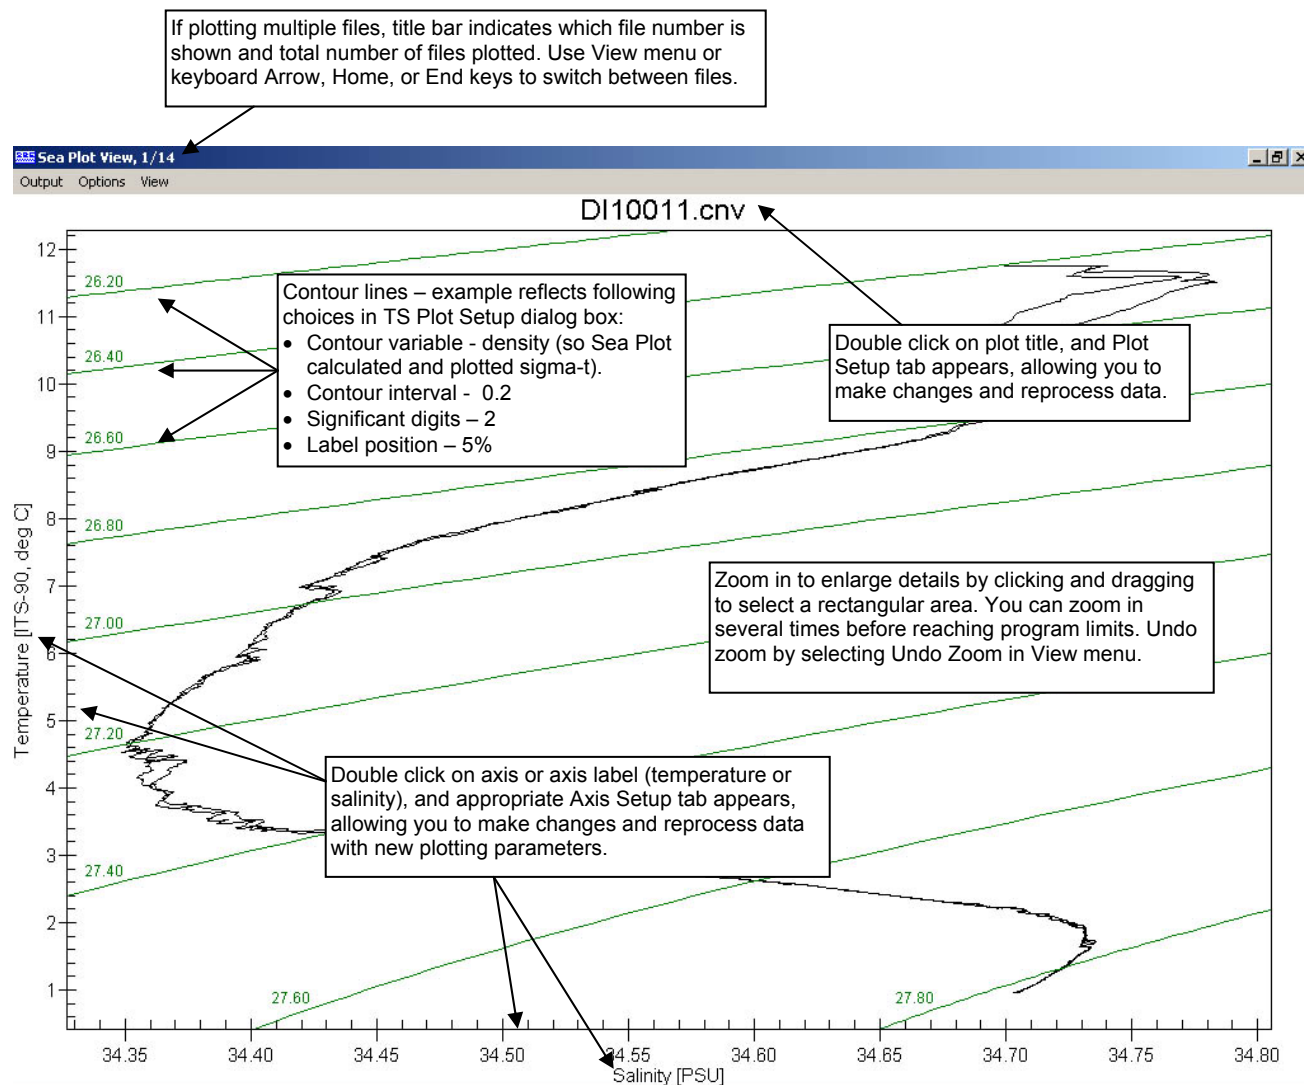 If plotting multiple files, title bar indicates which file number is
shown and total number of files plotted. Use View menu or
keyboard Arrow, Home, or End keys to switch between files.
SBS Sea Plot View, 1/14
Output Options View
DI10011.cnv
Contour lines – example reflects following
choices in TS Plot Setup dialog box:
• Contour variable - density (so Sea Plot
calculated and plotted sigma-t).
• Contour interval - 0.2
• Significant digits – 2
• Label position – 5%
Double click on plot title, and Plot
Setup tab appears, allowing you to
make changes and reprocess data.
Zoom in to enlarge details by clicking and dragging
to select a rectangular area. You can zoom in
several times before reaching program limits. Undo
zoom by selecting Undo Zoom in View menu.
Double click on axis or axis label (temperature or
salinity), and appropriate Axis Setup tab appears,
allowing you to make changes and reprocess data
with new plotting parameters.
Temperature [ITS-90, deg C]
12
11
10
9
8
7
6
5
4
3
2
1
26.20
26.40
26.60
26.80
27.00
27.20
27.40
27.60
27.80
34.35 34.40 34.45 34.50 34.55 34.60 34.65 34.70 34.75 34.80
Salinity [PSU]